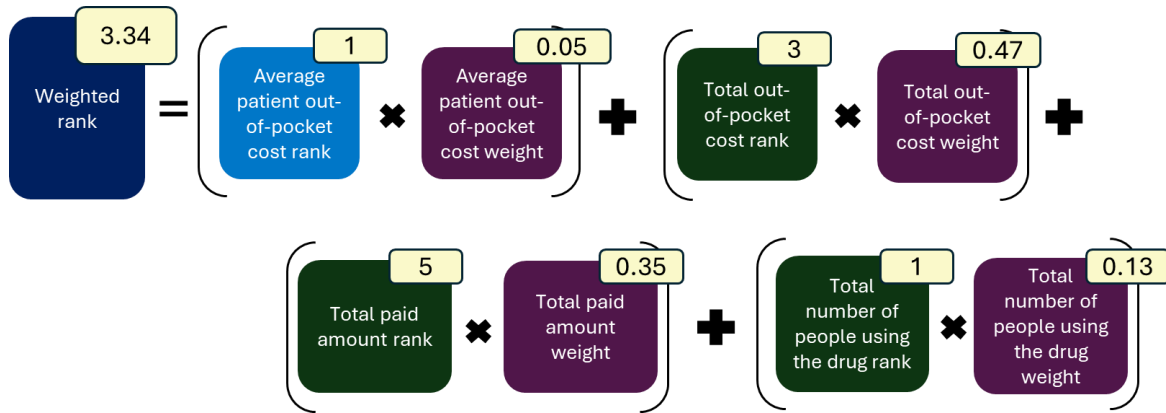 3.34
Weighted
rank
=
1
Average
patient out-
of-pocket
cost rank
×
0.05
Average
patient out-
of-pocket
cost weight
+
3
Total out-
of-pocket
cost rank
×
0.47
Total out-
of-pocket
cost weight
+
5
Total paid
amount rank
×
0.35
Total paid
amount
weight
+
1
Total
number of
people using
the drug rank
×
0.13
Total
number of
people using
the drug
weight